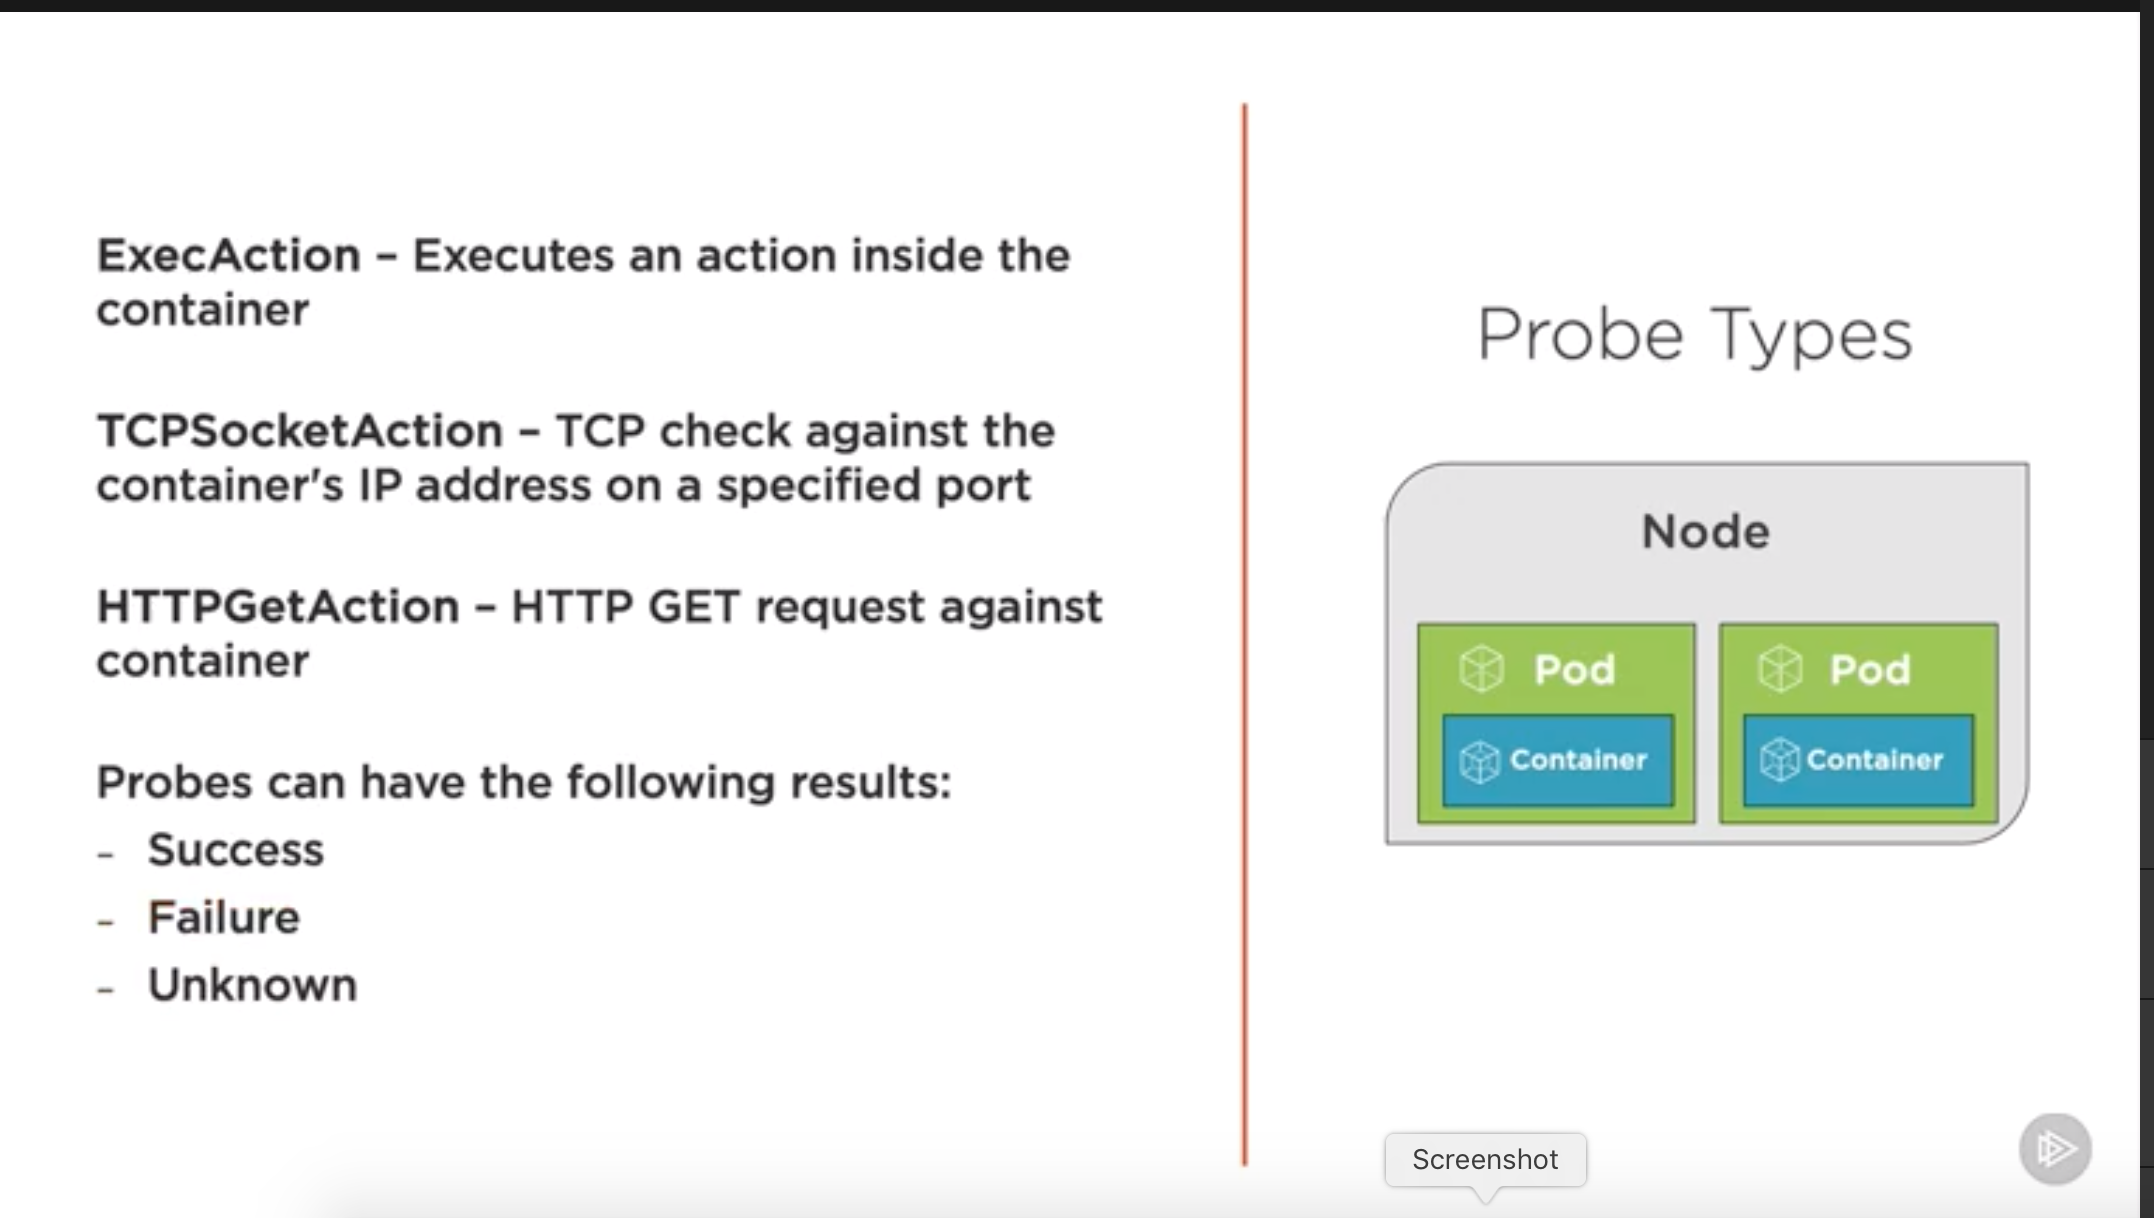 ExecAction – Executes an action inside the
container
TCPSocketAction – TCP check against the
container's IP address on a specified port
HTTPGetAction – HTTP GET request against
container
Probes can have the following results:
- Success
- Failure
- Unknown
Probe Types
Node
Pod
Container
Pod
Container
Screenshot